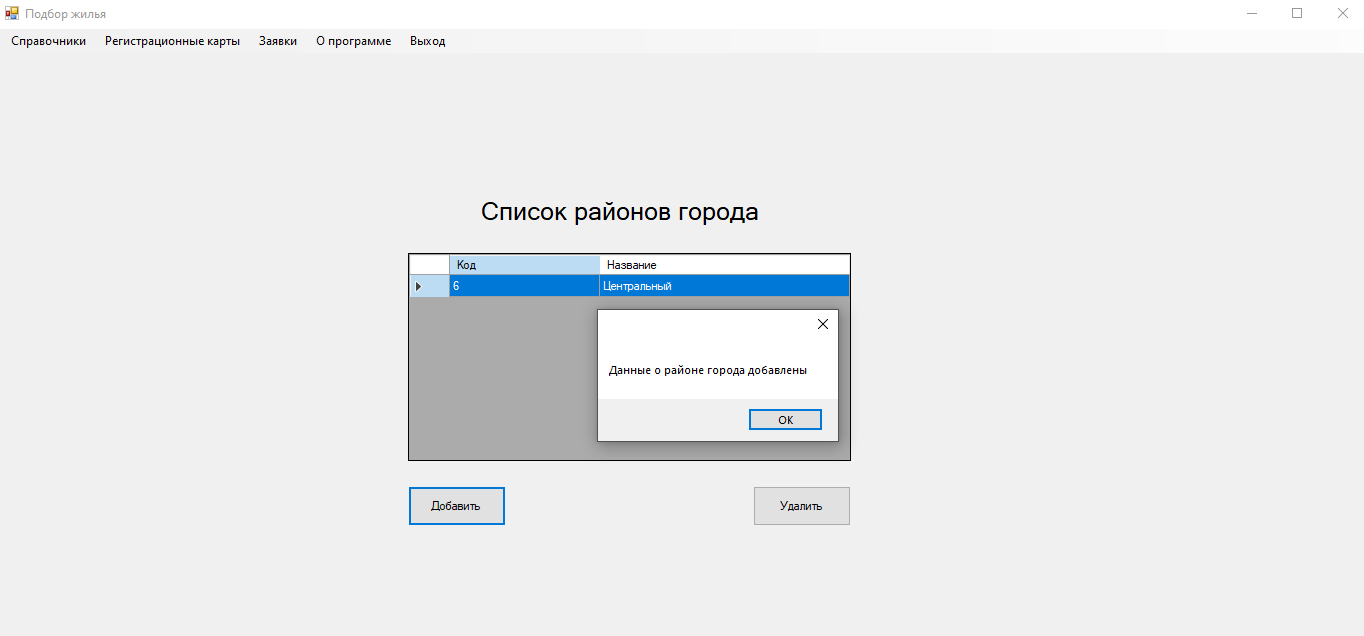 Подбор жилья
Справочники Регистрационные карты Заявки О программе Выход
Список районов города
Код Название
6 Центральный
Данные о районе города добавлены
OK
Добавить Удалить